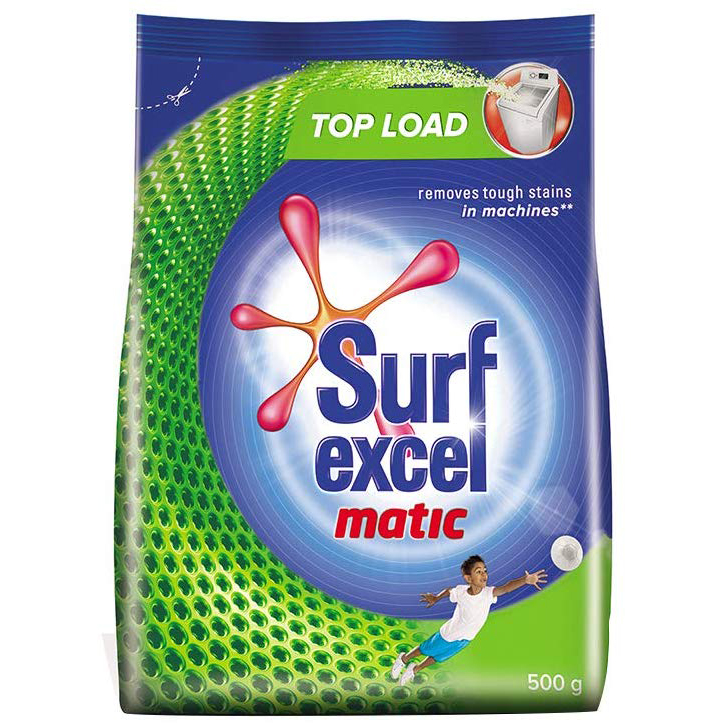 TOP LOAD
removes tough stains
in machines**
Surf
excel
matic
500 g